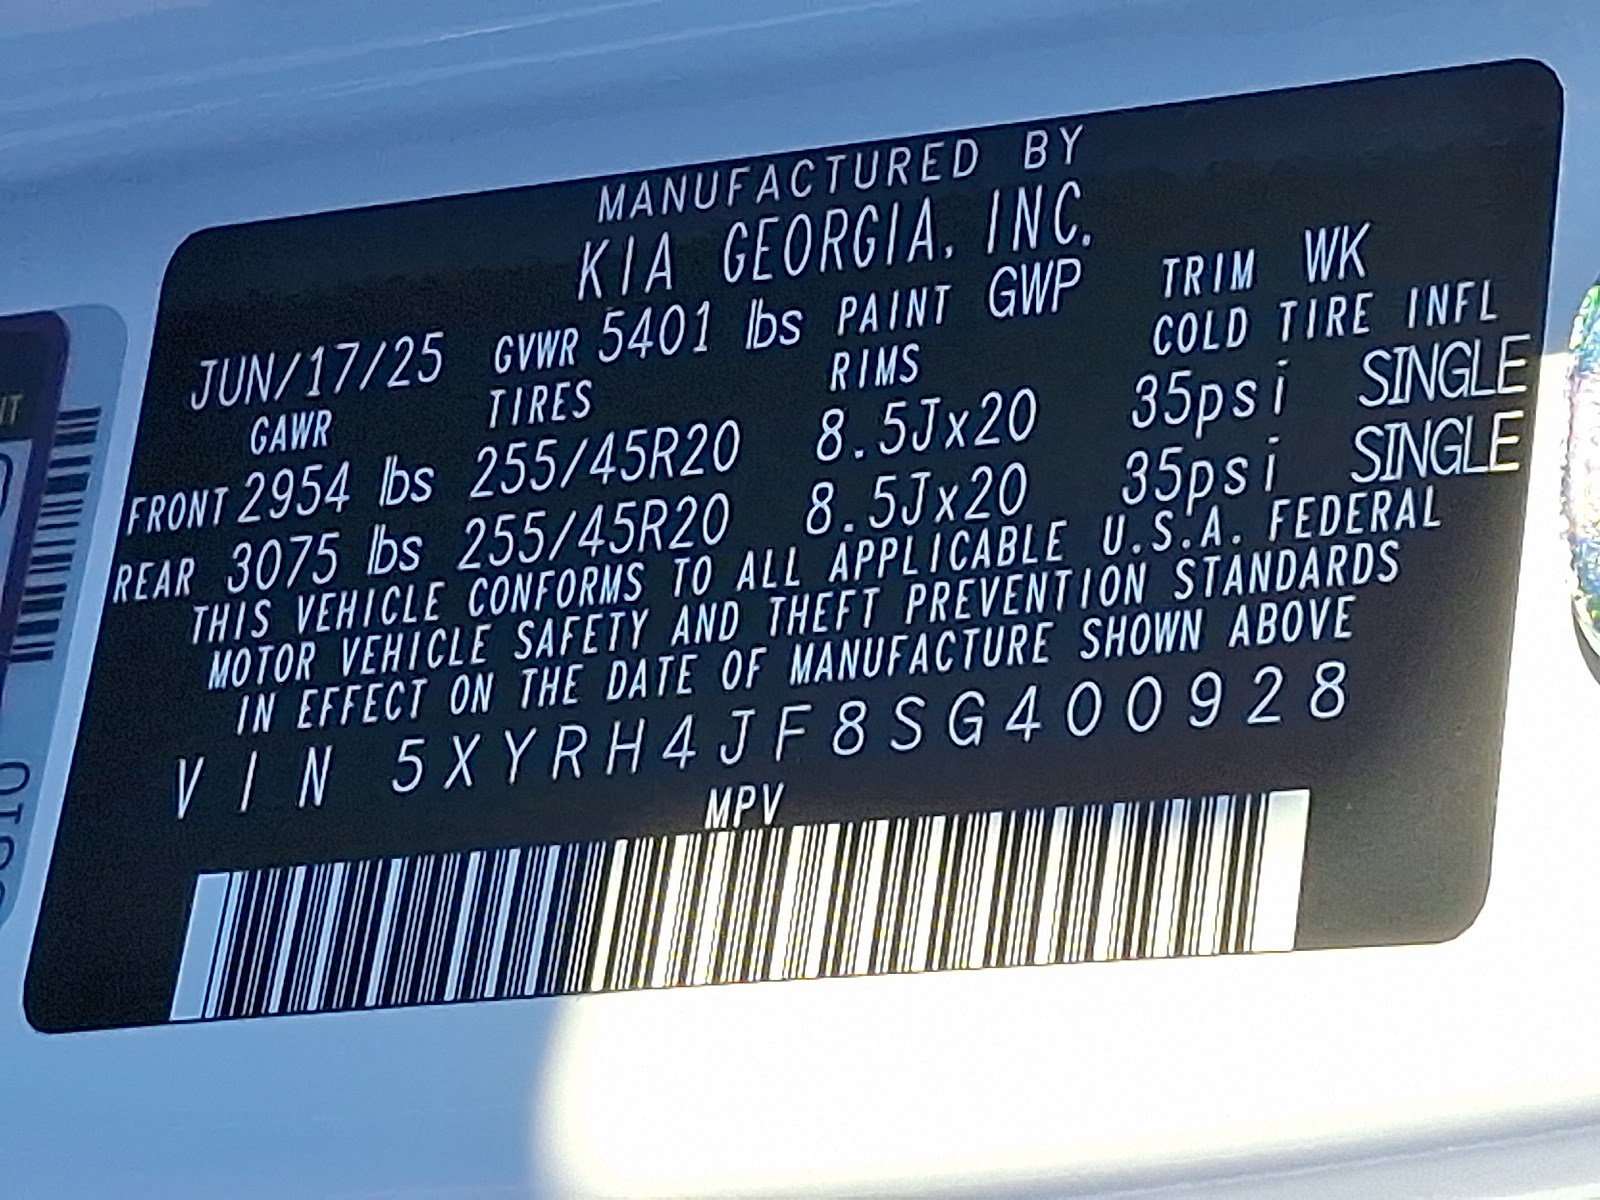 MANUFACTURED BY
KIA GEORGIA, INC.
JUN/17/25 GVWR 5401 lbs PAINT GWP TRIM WK
GAWR TIRES RIMS COLD TIRE INFL
FRONT 2954 lbs 255/45R20 8.5Jx20 35psi SINGLE
REAR 3075 lbs 255/45R20 8.5Jx20 35psi SINGLE
THIS VEHICLE CONFORMS TO ALL APPLICABLE U.S.A. FEDERAL
MOTOR VEHICLE SAFETY AND THEFT PREVENTION STANDARDS
IN EFFECT ON THE DATE OF MANUFACTURE SHOWN ABOVE
VIN 5XYRH4JF8SG400928
MPV